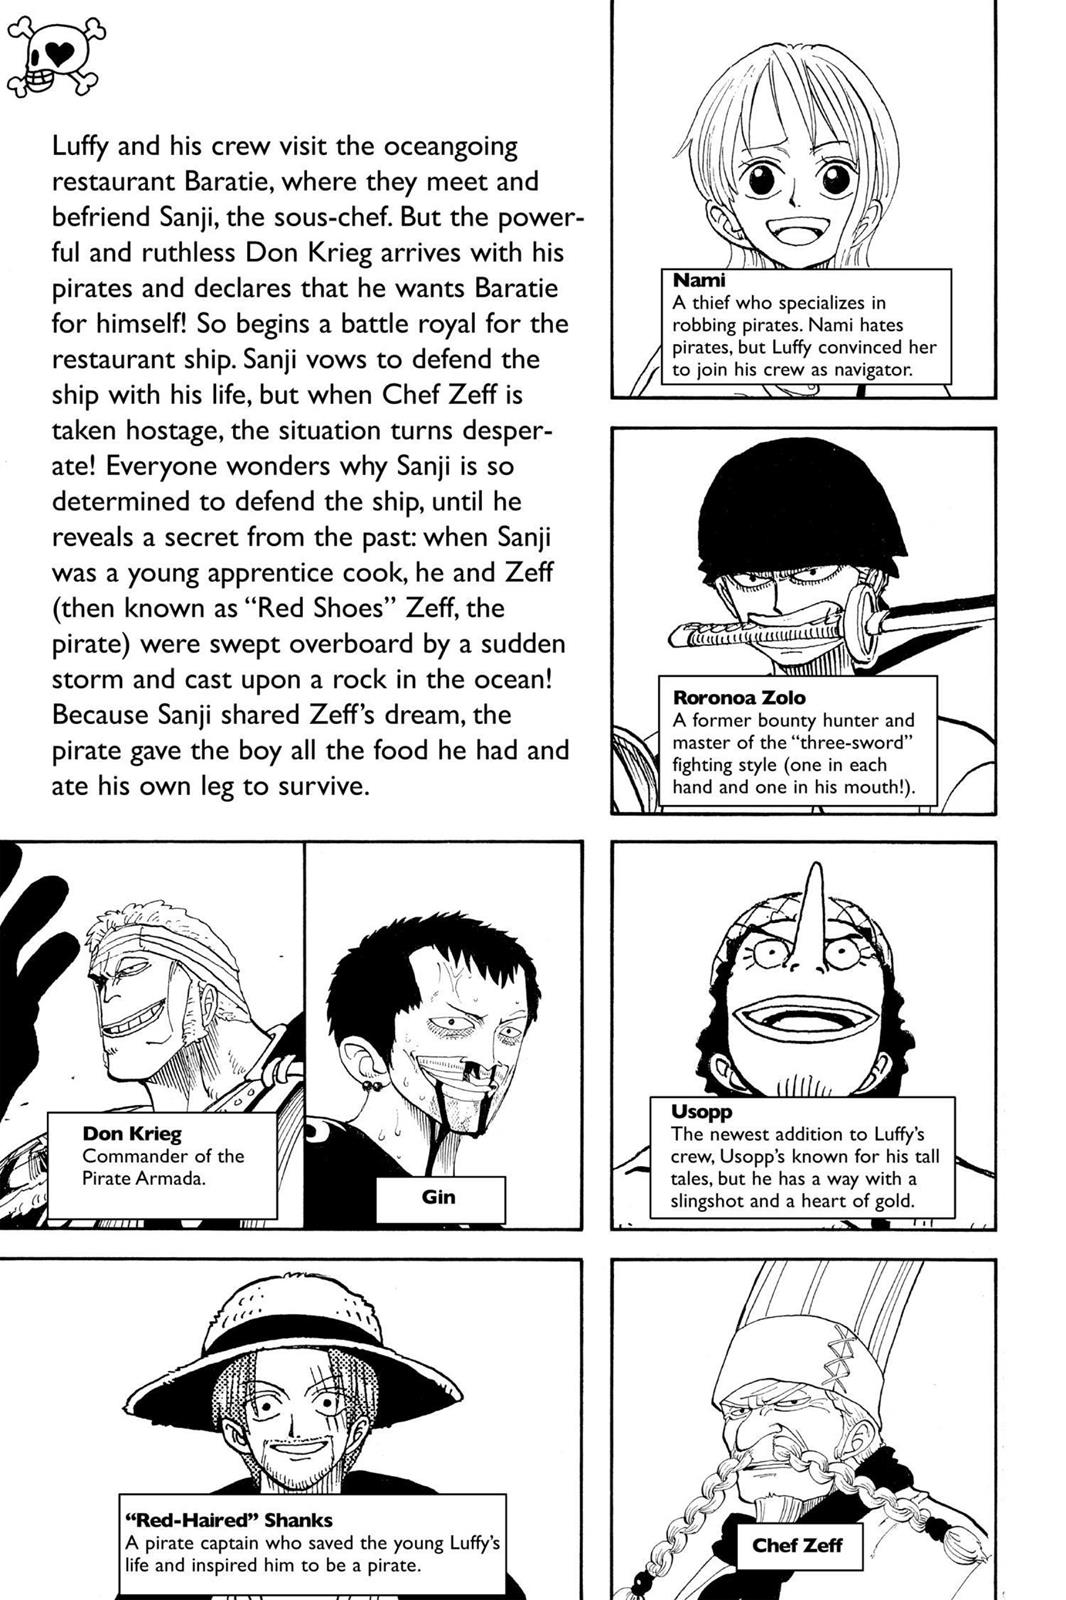 Luffy and his crew visit the oceangoing
restaurant Baratie, where they meet and
befriend Sanji, the sous-chef. But the power-
ful and ruthless Don Krieg arrives with his
pirates and declares that he wants Baratie
for himself! So begins a battle royal for the
restaurant ship. Sanji vows to defend the
ship with his life, but when Chef Zeff is
taken hostage, the situation turns desper-
ate! Everyone wonders why Sanji is so
determined to defend the ship, until he
reveals a secret from the past: when Sanji
was a young apprentice cook, he and Zeff
(then known as “Red Shoes” Zeff, the
pirate) were swept overboard by a sudden
storm and cast upon a rock in the ocean!
Because Sanji shared Zeff’s dream, the
pirate gave the boy all the food he had and
ate his own leg to survive.
Nami
A thief who specializes in
robbing pirates. Nami hates
pirates, but Luffy convinced her
to join his crew as navigator.
Roronoa Zolo
A former bounty hunter and
master of the “three-sword”
fighting style (one in each
hand and one in his mouth!).
Don Krieg
Commander of the
Pirate Armada.
Gin
Usopp
The newest addition to Luffy’s
crew, Usopp’s known for his tall
tales, but he has a way with a
slingshot and a heart of gold.
“Red-Haired” Shanks
A pirate captain who saved the young Luffy’s
life and inspired him to be a pirate.
Chef Zeff